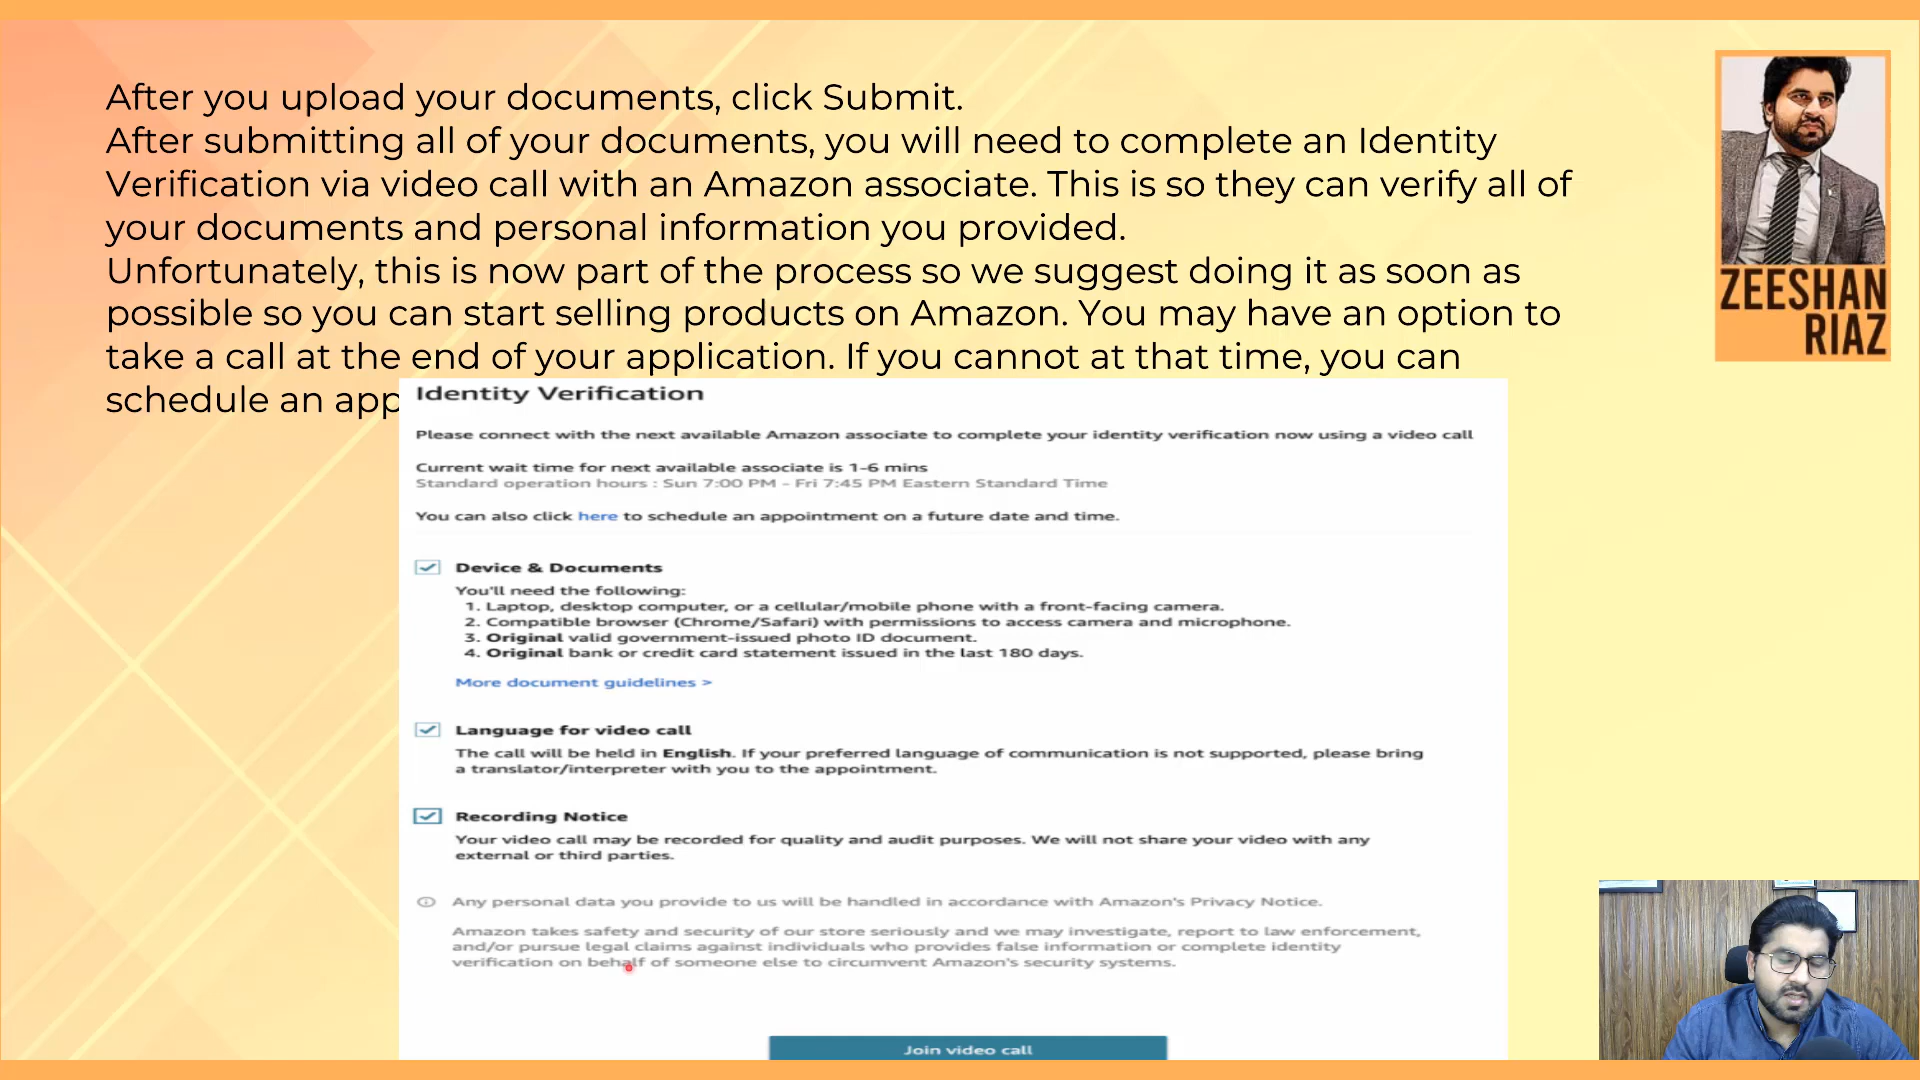 After you upload your documents, click Submit.
After submitting all of your documents, you will need to complete an Identity
Verification via video call with an Amazon associate. This is so they can verify all of
your documents and personal information you provided.
Unfortunately, this is now part of the process so we suggest doing it as soon as
possible so you can start selling products on Amazon. You may have an option to
take a call at the end of your application. If you cannot at that time, you can
schedule an app
ZEESHAN
RIAZ
Identity Verification
Please connect with the next available Amazon associate to complete your identity verification now using a video call
Current wait time for next available associate is 1-6 mins
Standard operation hours : Sun 7:00 PM - Fri 7:45 PM Eastern Standard Time
You can also click here to schedule an appointment on a future date and time.
Device & Documents
You'll need the following:
1. Laptop, desktop computer, or a cellular/mobile phone with a front-facing camera.
2. Compatible browser (Chrome/Safari) with permissions to access camera and microphone.
3. Original valid government-issued photo ID document.
4. Original bank or credit card statement issued in the last 180 days.
More document guidelines >
Language for video call
The call will be held in English. If your preferred language of communication is not supported, please bring
a translator/interpreter with you to the appointment.
Recording Notice
Your video call may be recorded for quality and audit purposes. We will not share your video with any
external or third parties.
Any personal data you provide to us will be handled in accordance with Amazon's Privacy Notice.
Amazon takes safety and security of our store seriously and we may investigate, report to law enforcement,
and/or pursue legal claims against individuals who provides false information or complete identity
verification on behalf of someone else to circumvent Amazon's security systems.
Join video call